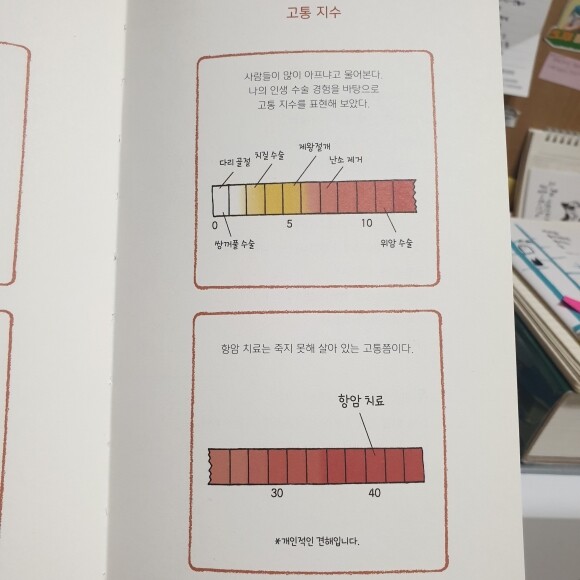 고통 지수
사람들이 많이 아프냐고 물어본다.
나의 인생 수술 경험을 바탕으로
고통 지수를 표현해 보았다.
제왕절개
치질 수술
다리 골절
난소 제거
0
5
10
쌍꺼풀 수술
위암 수술
항암 치료는 죽지 못해 살아 있는 고통쯤이다.
항암 치료
30
40
*개인적인 견해입니다.